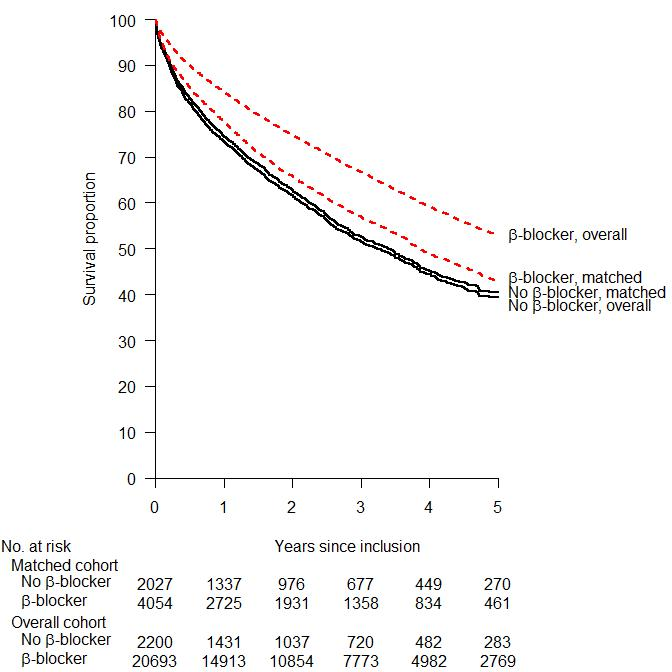 Survival proportion
100
90
80
70
60
50
40
30
20
10
0
β-blocker, overall
β-blocker, matched
No β-blocker, matched
No β-blocker, overall
0 1 2 3 4 5
No. at risk Years since inclusion
Matched cohort
No β-blocker 2027 1337 976 677 449 270
β-blocker 4054 2725 1931 1358 834 461
Overall cohort
No β-blocker 2200 1431 1037 720 482 283
β-blocker 20693 14913 10854 7773 4982 2769